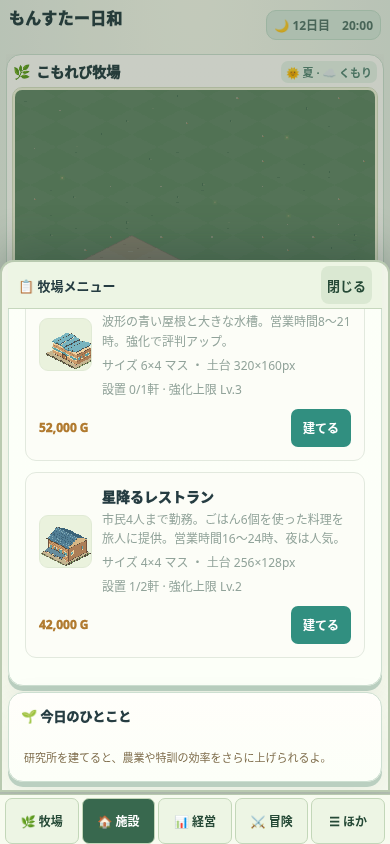 もんすたー日和
🌙 12日目 20:00
🌿 こもれび牧場
🌞 夏 · ☁️ くもり
📋 牧場メニュー
閉じる
波形の青い屋根と大きな水槽。営業時間8〜21
時。強化で評判アップ。
サイズ 6×4 マス ・ 土台 320×160px
設置 0/1軒 · 強化上限 Lv.3
52,000 G
建てる
星降るレストラン
市民4人まで勤務。ごはん6個を使った料理を
旅人に提供。営業時間16〜24時、夜は人気。
サイズ 4×4 マス ・ 土台 256×128px
設置 1/2軒 · 強化上限 Lv.2
42,000 G
建てる
🌱 今日のひとこと
研究所を建てると、農業や特訓の効率をさらに上げられるよ。
🌿 牧場
🏠 施設
📊 経営
⚔️ 冒険
☰ ほか